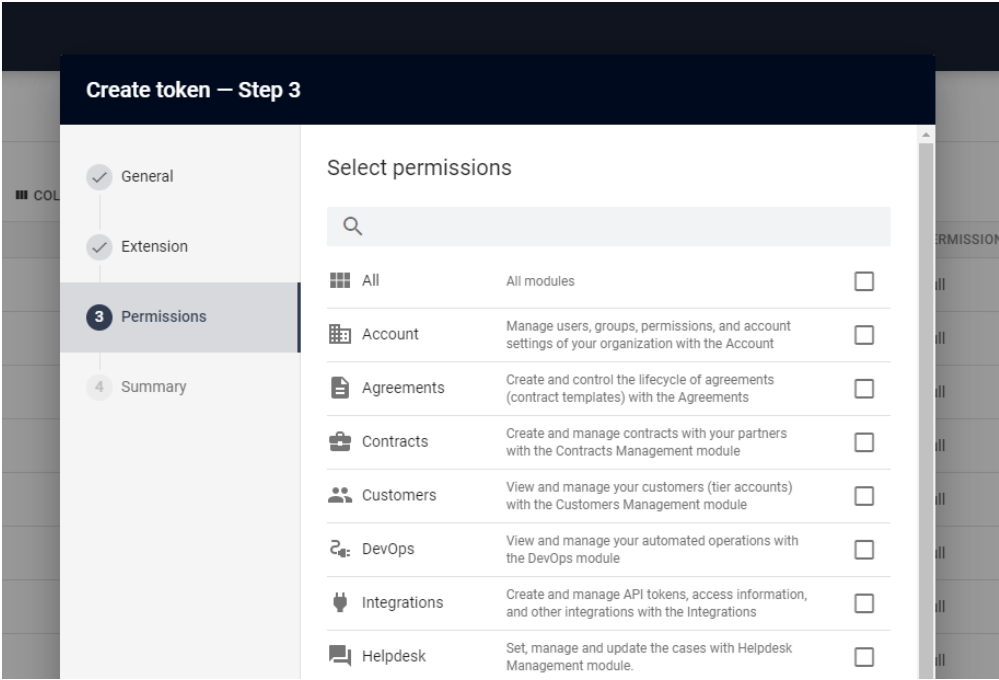 Create token — Step 3
General
Extension
3 Permissions
4 Summary
COL
ERMISSION
Select permissions
All
All modules
Account
Manage users, groups, permissions, and account
settings of your organization with the Account
Agreements
Create and control the lifecycle of agreements
(contract templates) with the Agreements
Contracts
Create and manage contracts with your partners
with the Contracts Management module
Customers
View and manage your customers (tier accounts)
with the Customers Management module
DevOps
View and manage your automated operations with
the DevOps module
Integrations
Create and manage API tokens, access information,
and other integrations with the Integrations
Helpdesk
Set, manage and update the cases with Helpdesk
Management module.